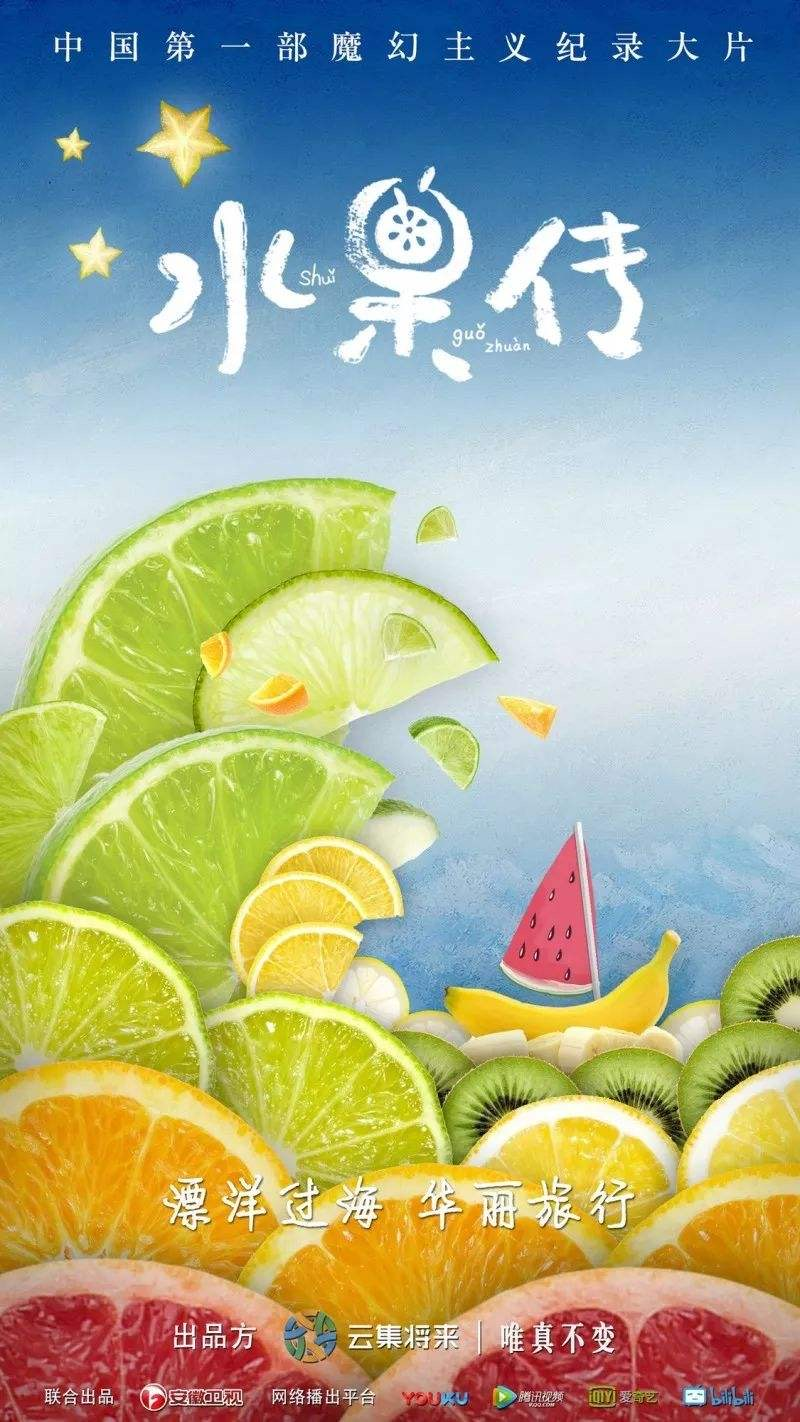 中国第一部魔幻主义纪录大片
水果传
shuǐ guǒ zhuàn
漂洋过海 华丽旅行
出品方 云集将来 | 唯真不变
联合出品 安徽卫视 网络播出平台 YOUKU 腾讯视频 V.QQ.COM iQIYI 爱奇艺 bilibili